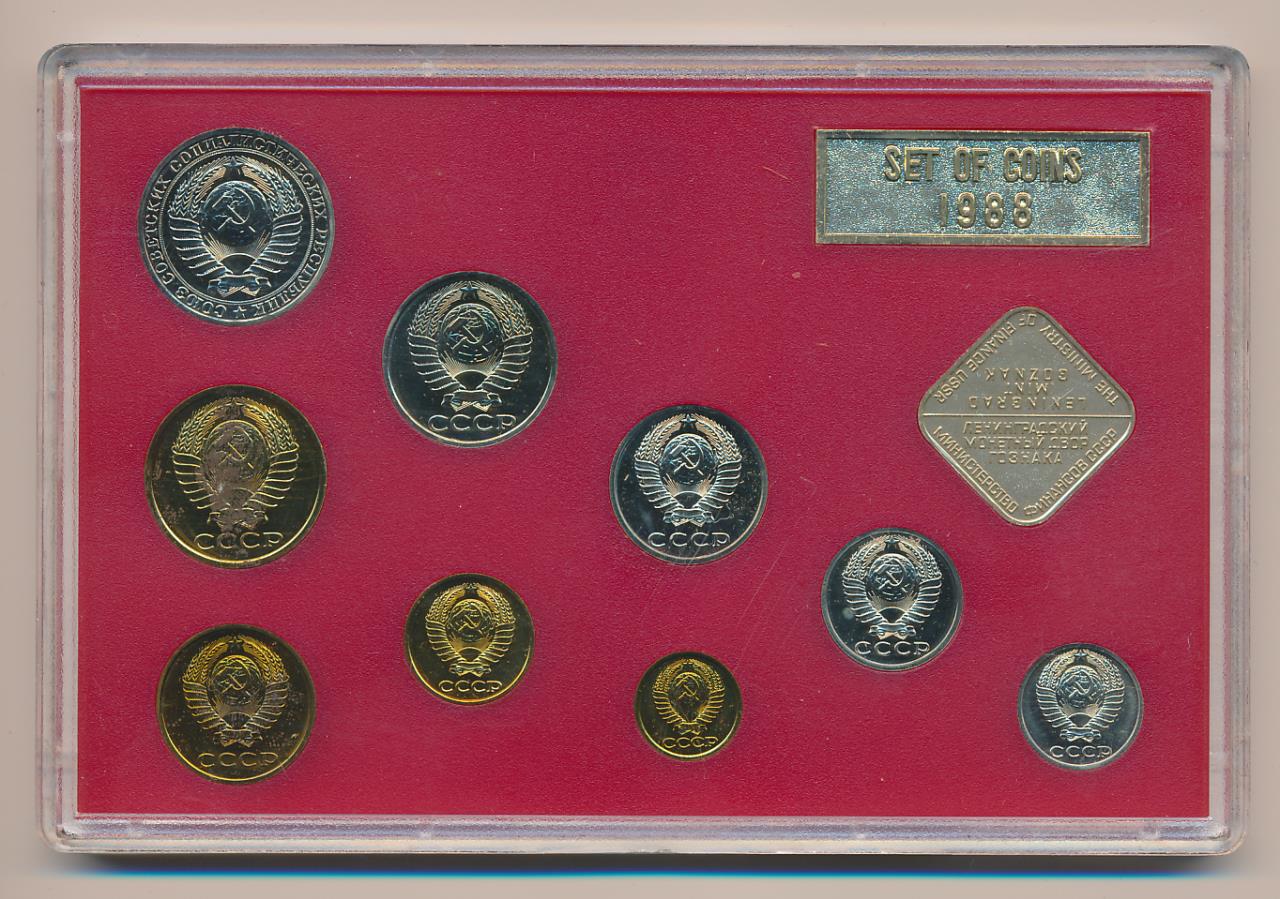 SET OF COINS
1988
СОЮЗ СОВЕТСКИХ СОЦИАЛИСТИЧЕСКИХ РЕСПУБЛИК
СССР
СССР
СССР
СССР
СССР
СССР
СССР
СССР
THE MINISTRY OF FINANCE USSR
LENINGRAD
MINT
GOZNAK
ЛЕНИНГРАДСКИЙ
МОНЕТНЫЙ ДВОР
ГОЗНАКА
МИНИСТЕРСТВО ФИНАНСОВ СССР